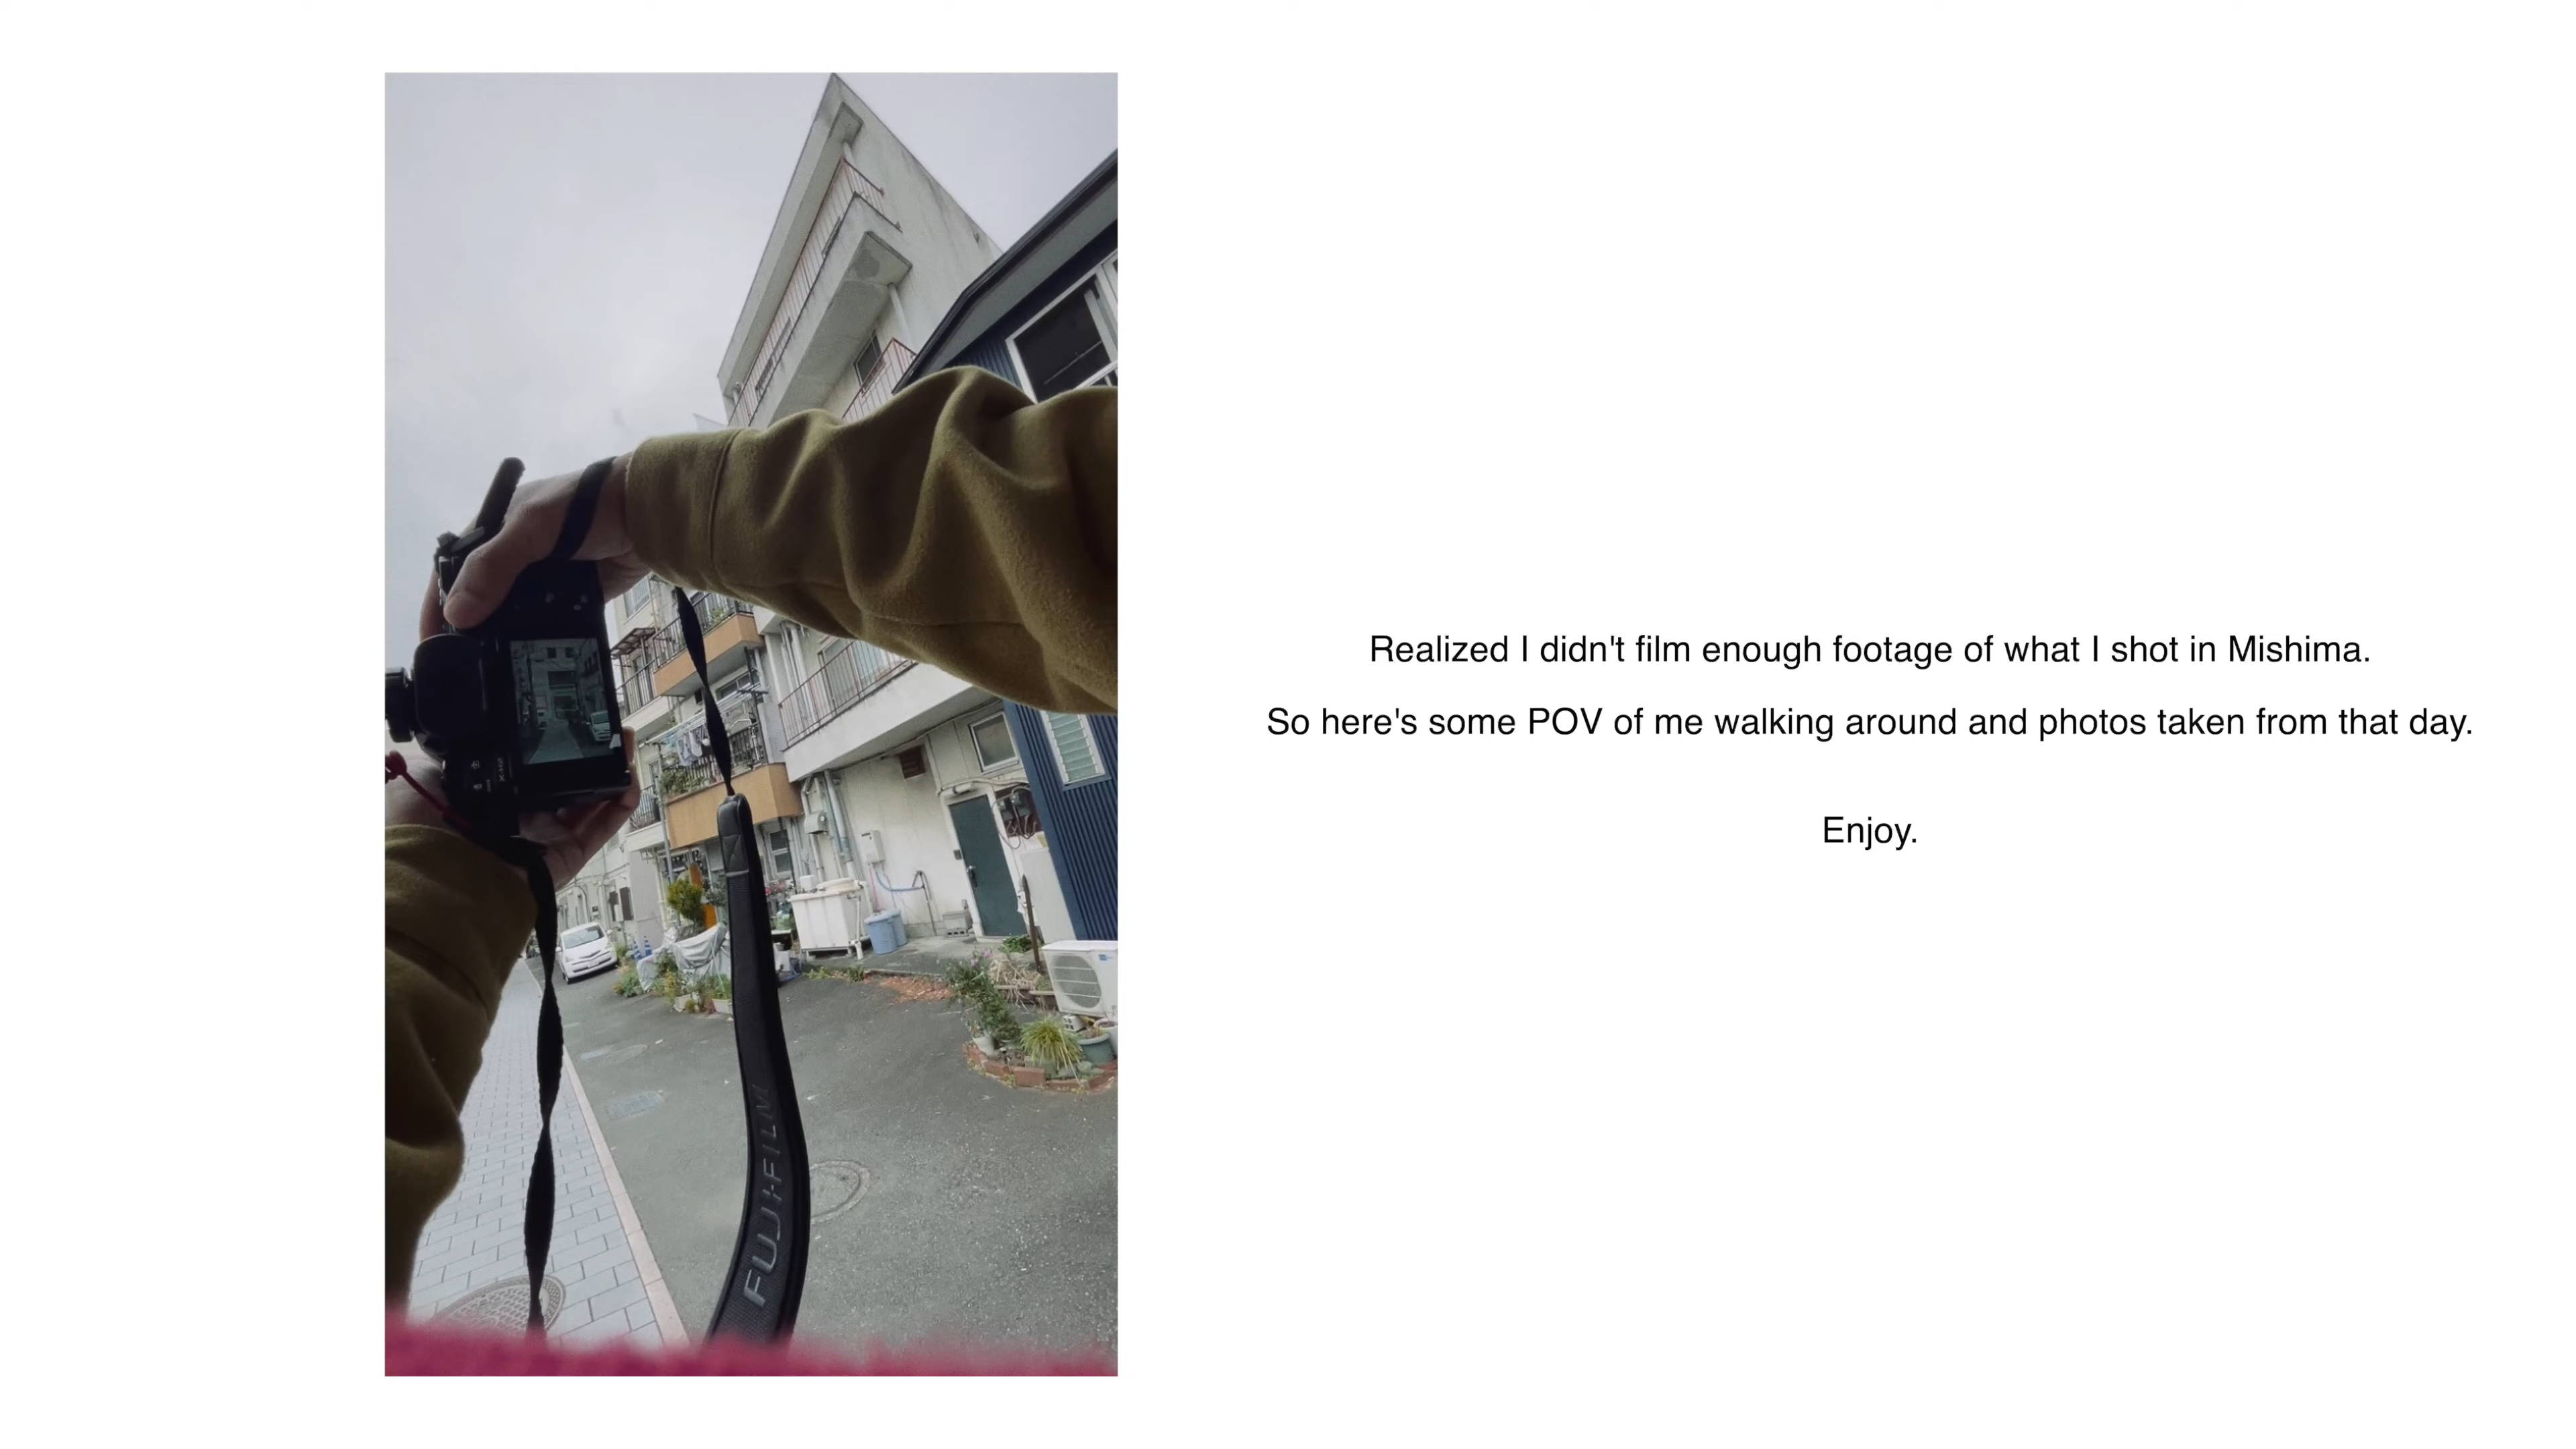 FUJIFILM
Realized I didn't film enough footage of what I shot in Mishima.
So here's some POV of me walking around and photos taken from that day.
Enjoy.